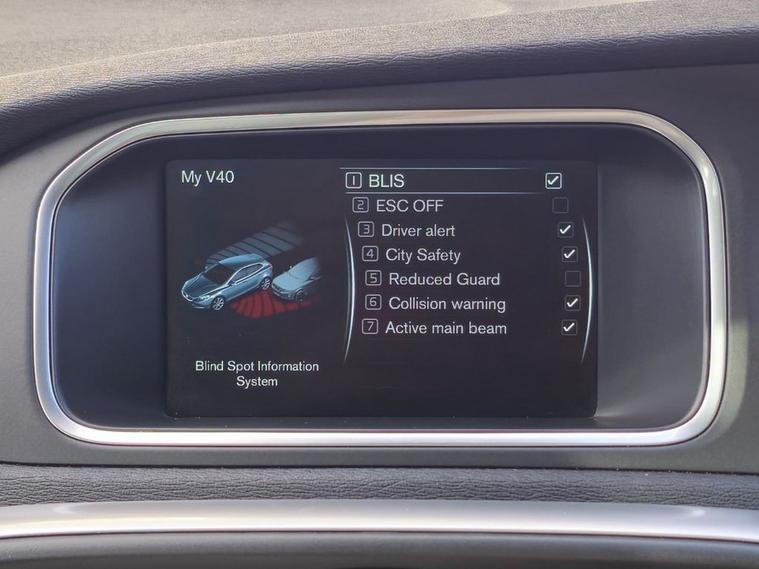 My V40
1 BLIS
2 ESC OFF
3 Driver alert
4 City Safety
5 Reduced Guard
6 Collision warning
7 Active main beam
Blind Spot Information
System